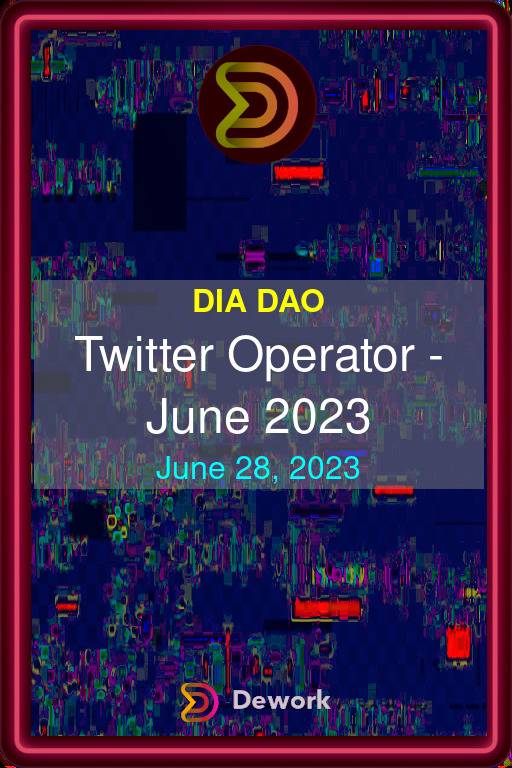 DIA DAO
Twitter Operator -
June 2023
June 28, 2023
Dework